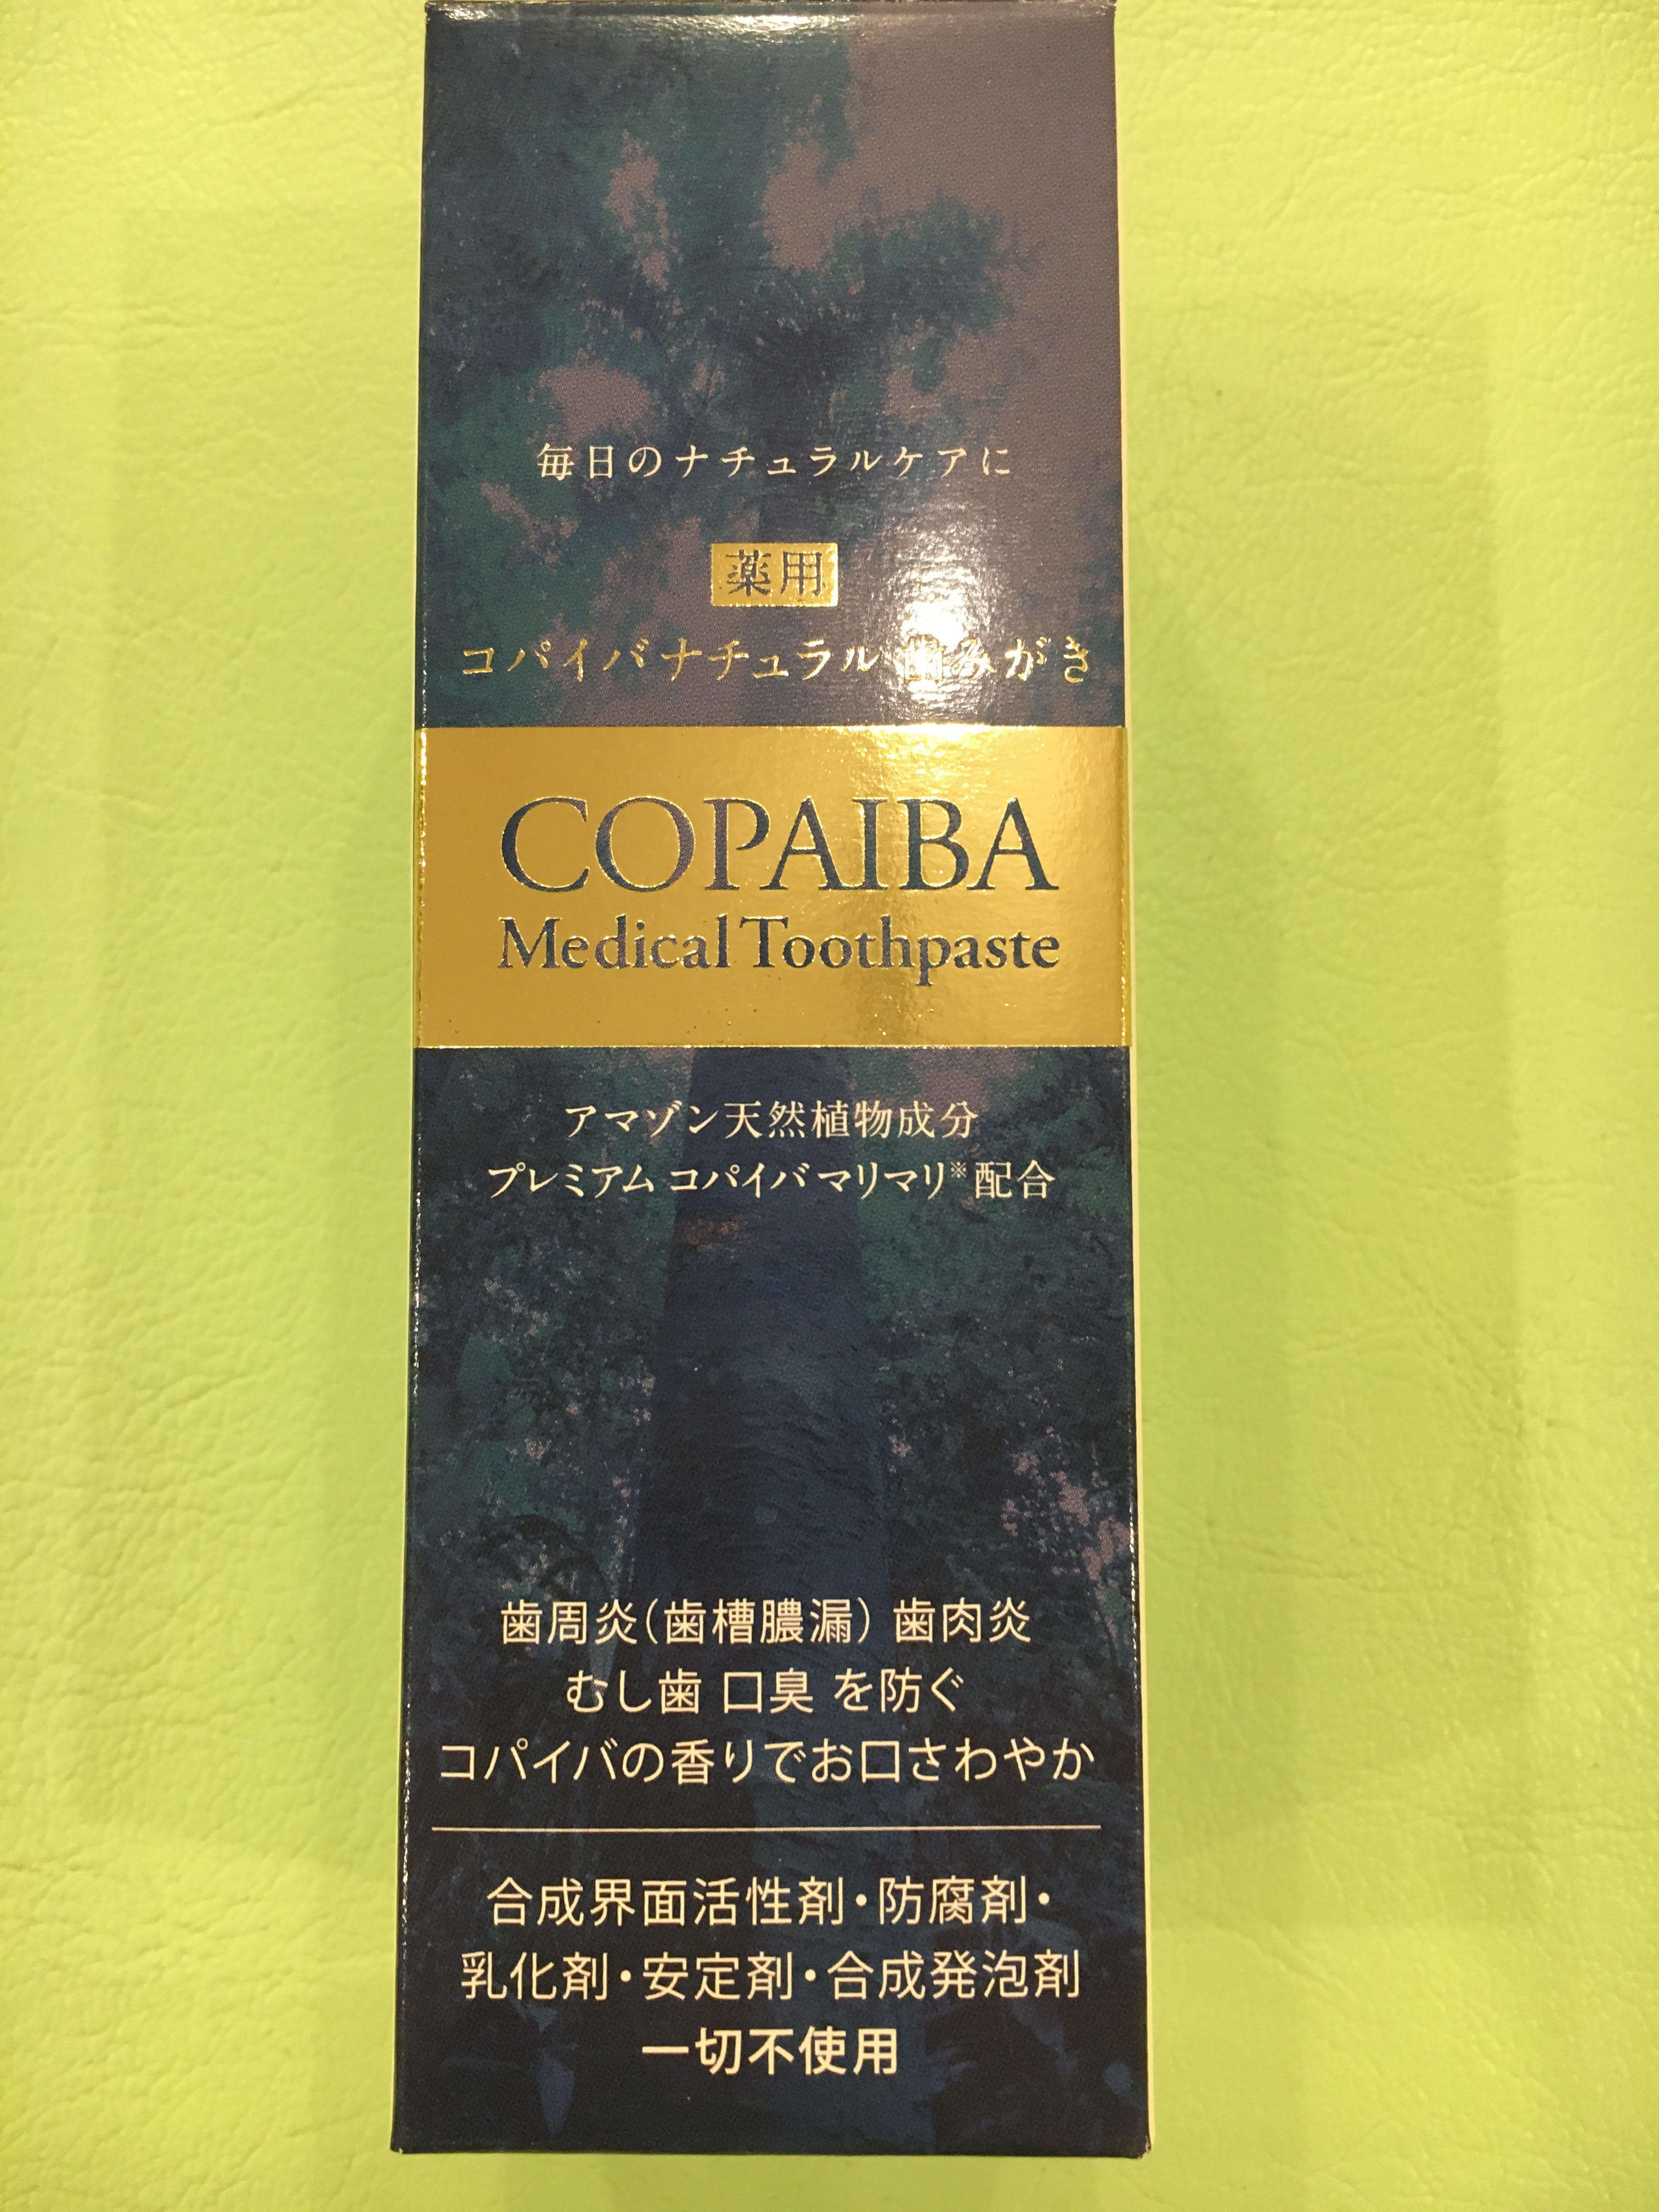 毎日のナチュラルケアに
薬用
コパイバナチュラル歯みがき
COPAIBA
Medical Toothpaste
アマゾン天然植物成分
プレミアム コパイバ マリマリ※配合
歯周炎(歯槽膿漏) 歯肉炎
むし歯 口臭 を防ぐ
コパイバの香りでお口さわやか
合成界面活性剤・防腐剤・
乳化剤・安定剤・合成発泡剤
一切不使用